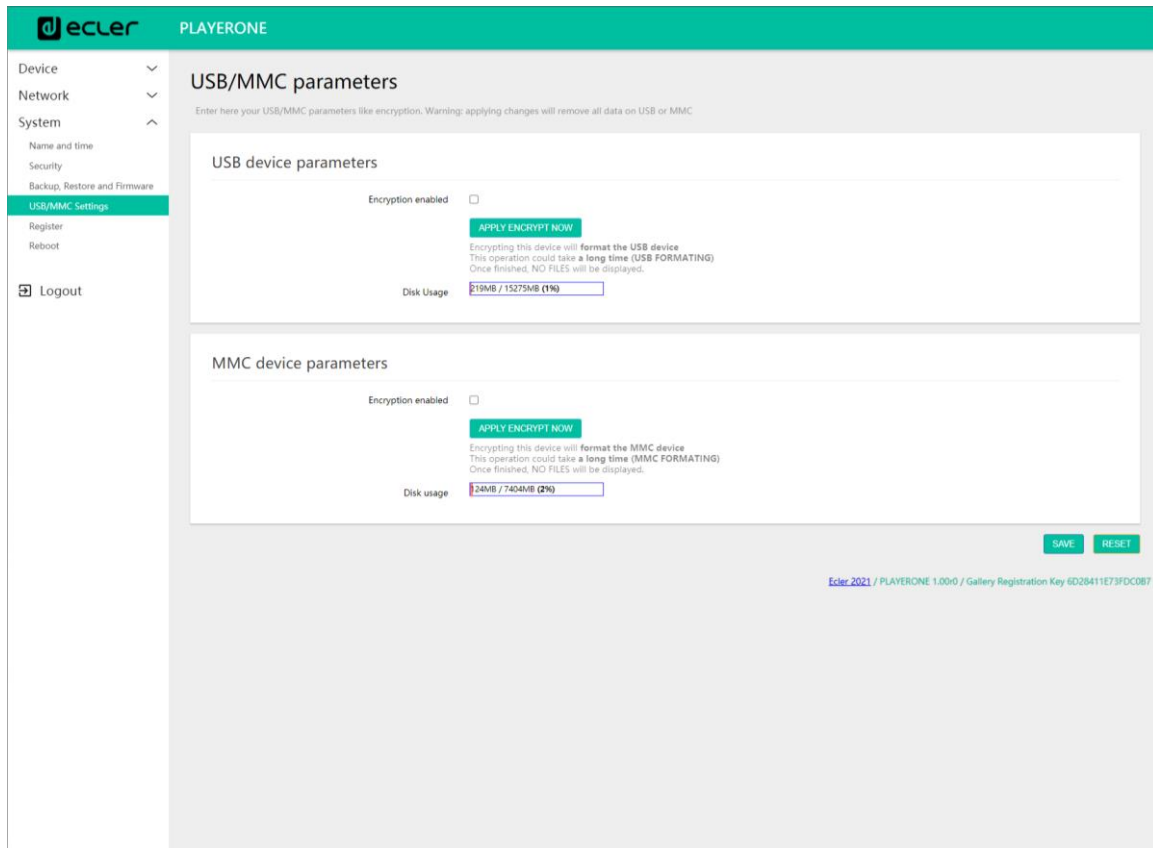 ecler
PLAYERONE
Device
Network
System
Name and time
Security
Backup, Restore and Firmware
USB/MMC Settings
Register
Reboot
Logout
USB/MMC parameters
Enter here your USB/MMC parameters like encryption. Warning: applying changes will remove all data on USB or MMC
USB device parameters
Encryption enabled
APPLY ENCRYPT NOW
Encrypting this device will format the USB device
This operation could take a long time (USB FORMATING)
Once finished, NO FILES will be displayed.
Disk Usage 219MB / 15275MB (1%)
MMC device parameters
Encryption enabled
APPLY ENCRYPT NOW
Encrypting this device will format the MMC device
This operation could take a long time (MMC FORMATING)
Once finished, NO FILES will be displayed.
Disk usage 124MB / 7404MB (2%)
SAVE RESET
Ecler 2021 / PLAYERONE 1.00r0 / Gallery Registration Key 6D28411E73FDC0B7